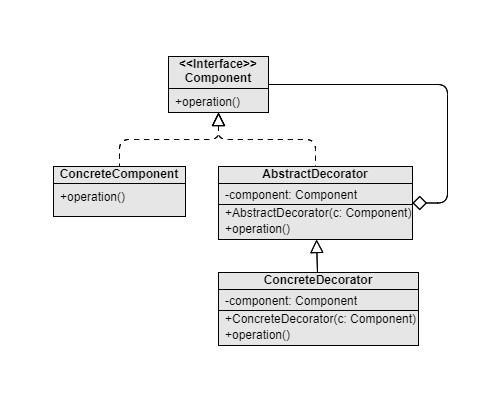 <<Interface>>
Component
+operation()
ConcreteComponent
+operation()
AbstractDecorator
-component: Component
+AbstractDecorator(c: Component)
+operation()
ConcreteDecorator
-component: Component
+ConcreteDecorator(c: Component)
+operation()